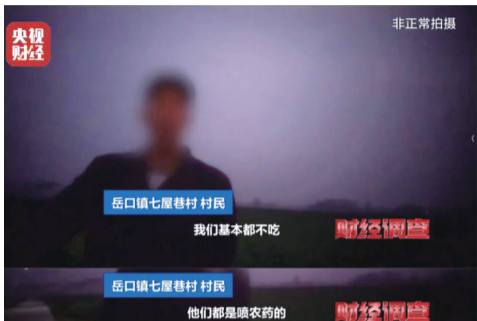 央视
财经
非正常拍摄
岳口镇七屋巷村 村民
我们基本都不吃
财经调查
岳口镇七屋巷村 村民
他们都是喷农药的
财经调查